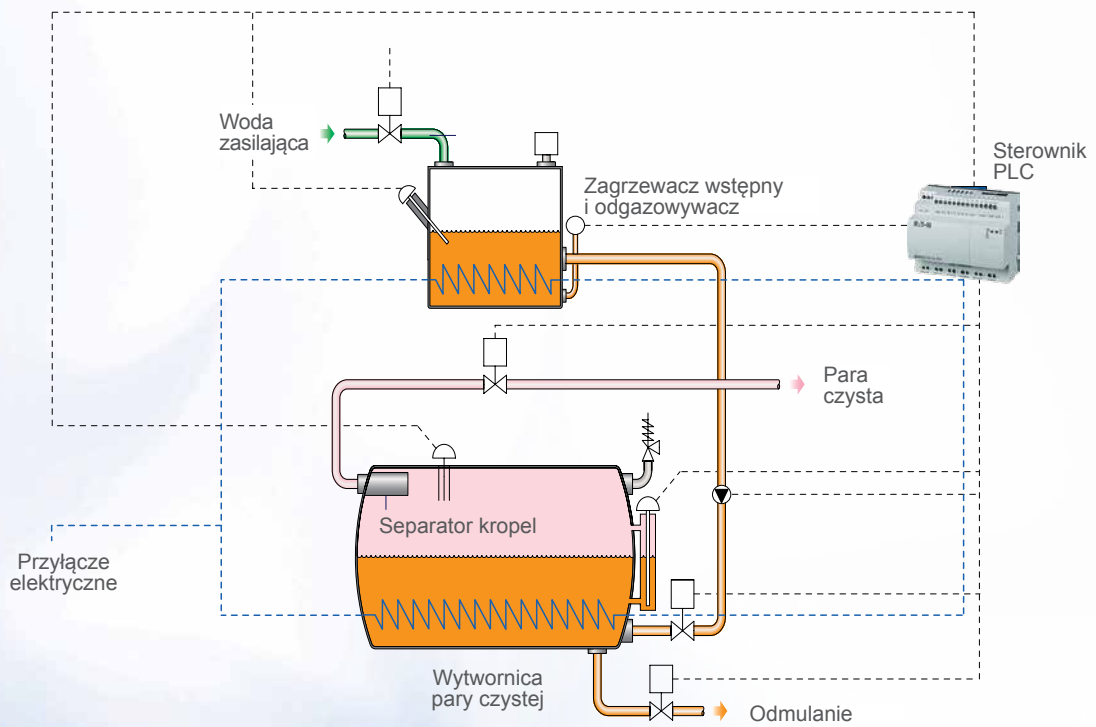 Woda
zasilająca
Zagrzewacz wstępny
i odgazowywacz
Sterownik
PLC
Para
czysta
Separator kropel
Przyłącze
elektryczne
Wytwornica
pary czystej
Odmulanie